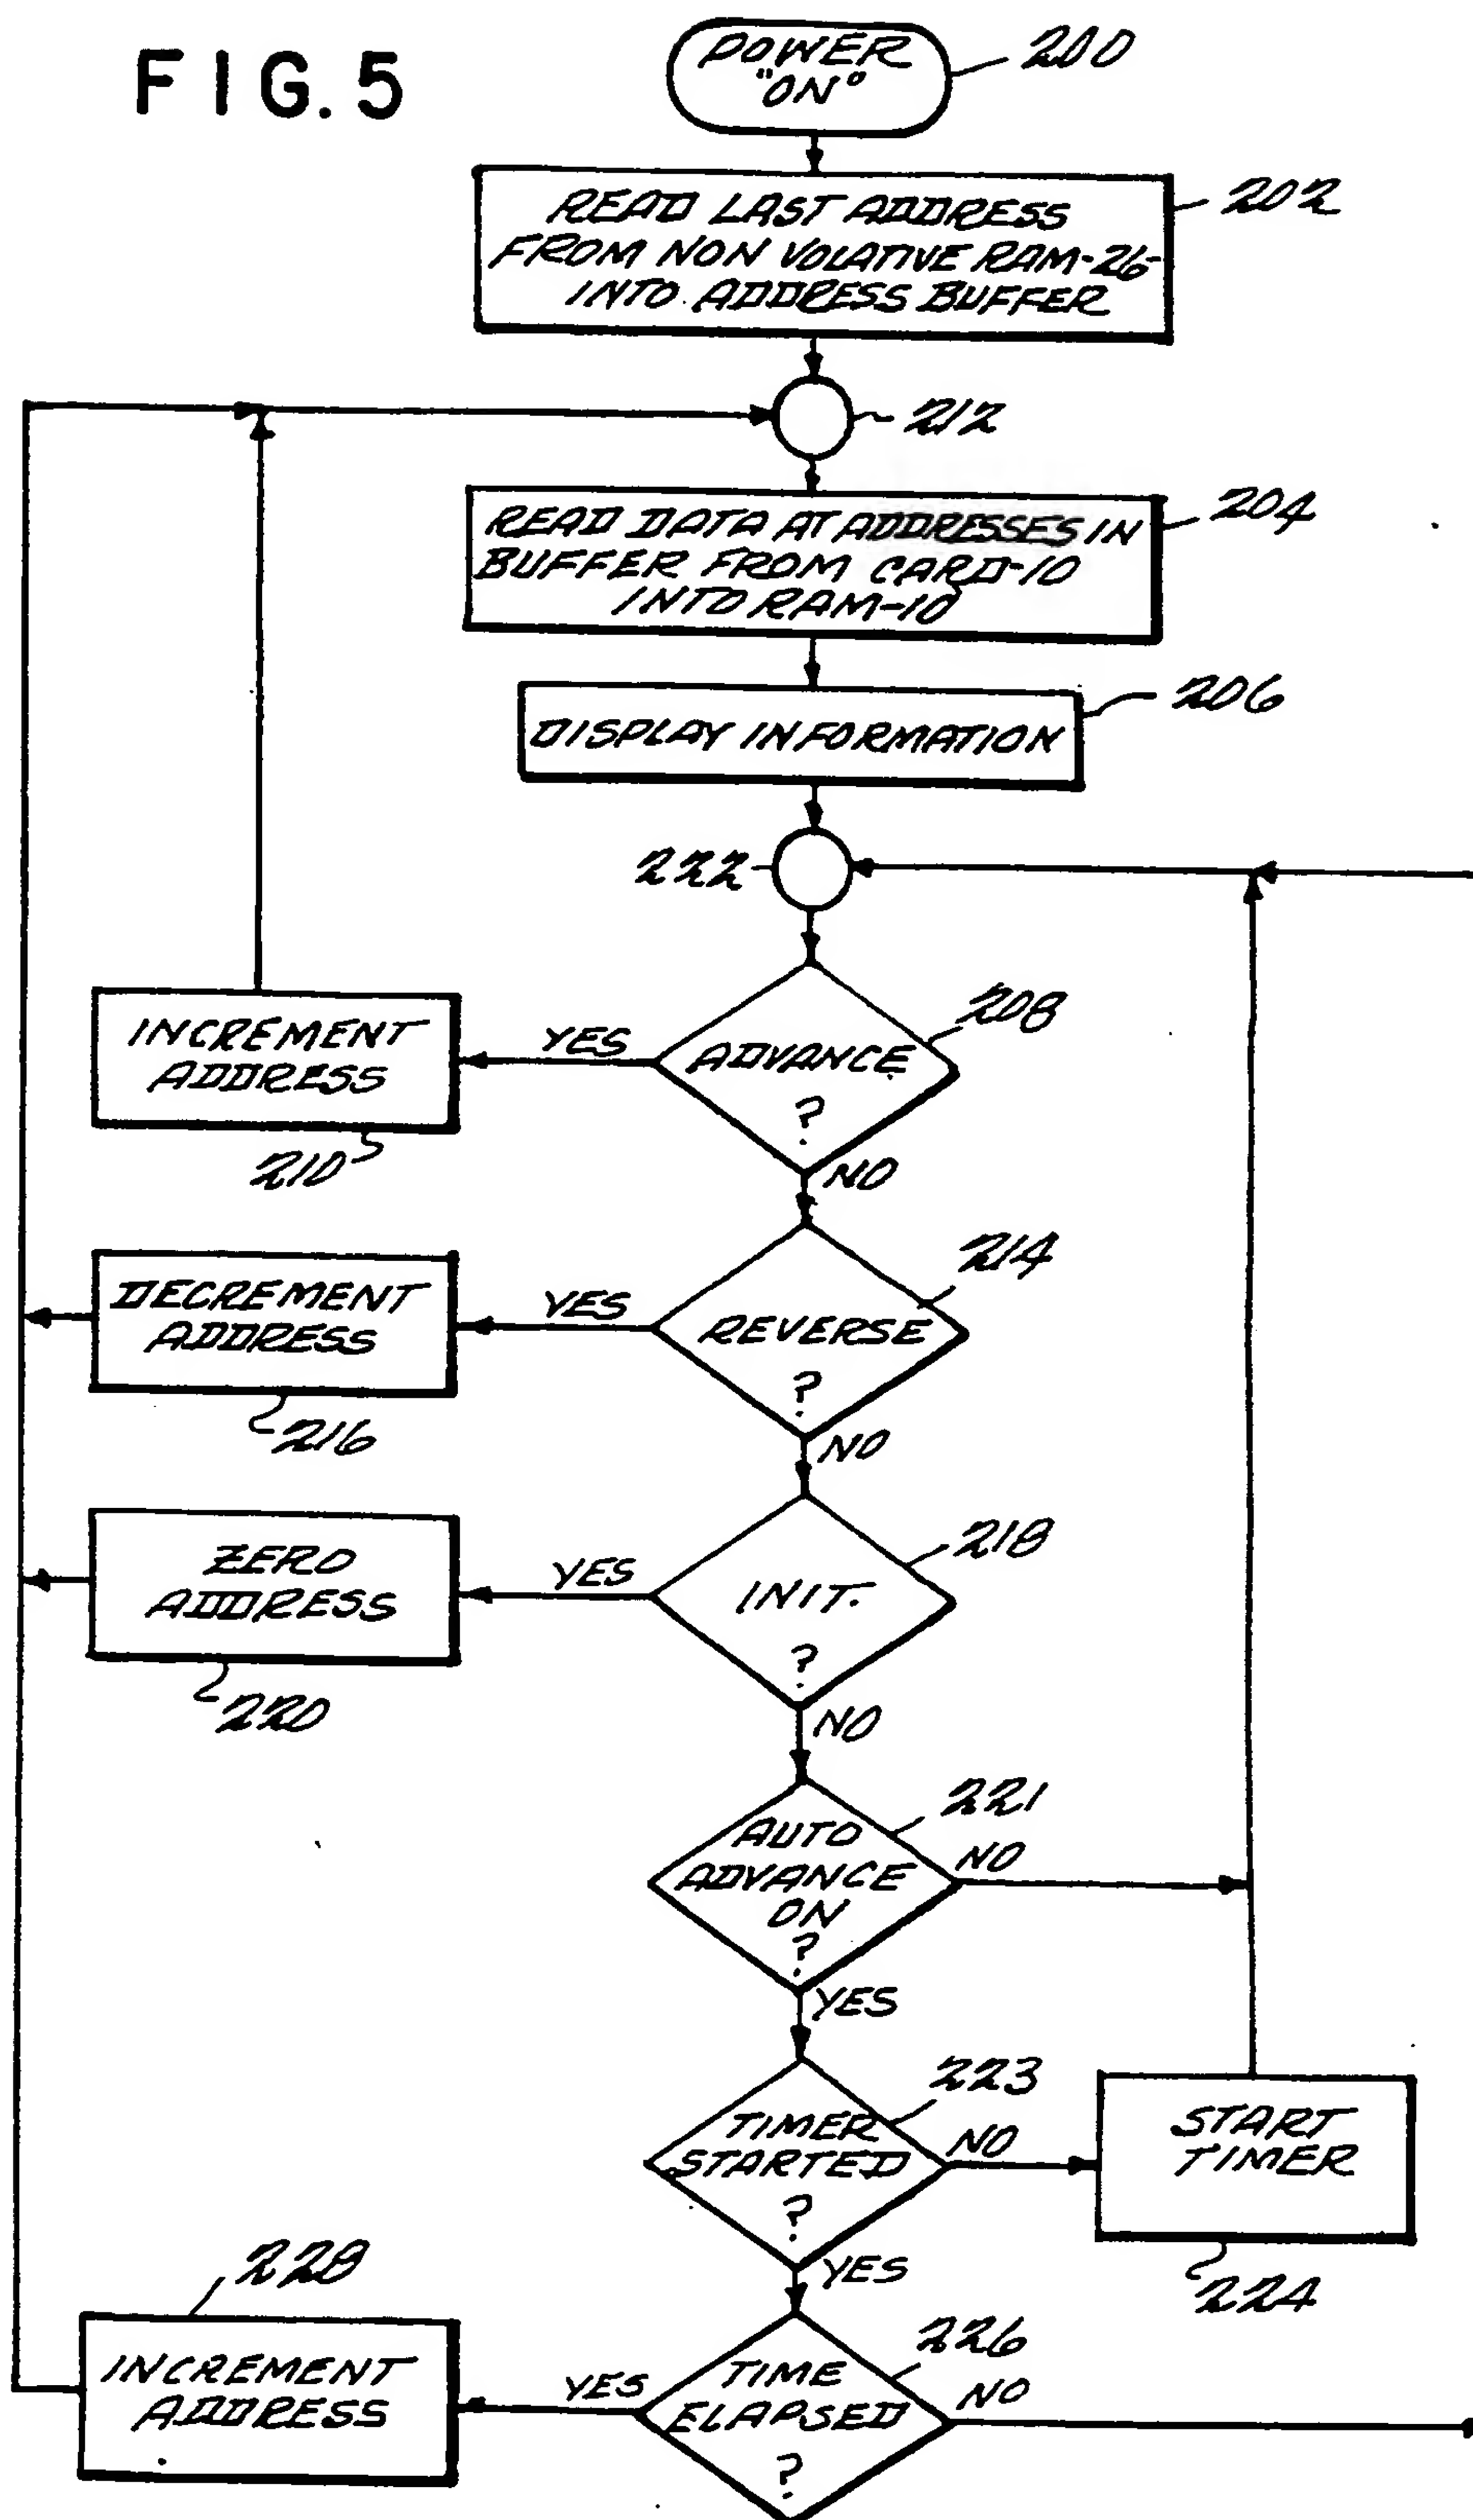 FIG. 5
POWER
"ON"
200
READ LAST ADDRESS
FROM NON VOLATIVE RAM-26
INTO ADDRESS BUFFER
202
212
READ DATA AT ADDRESSES IN
BUFFER FROM CARD-10
INTO RAM-10
204
DISPLAY INFORMATION
206
222
ADVANCE
?
208
YES
INCREMENT
ADDRESS
210
NO
REVERSE
?
214
YES
DECREMENT
ADDRESS
216
NO
INIT.
?
218
YES
ZERO
ADDRESS
220
NO
AUTO
ADVANCE
ON
?
221
NO
YES
TIMER
STARTED
?
223
NO
START
TIMER
224
YES
TIME
ELAPSED
?
226
NO
YES
INCREMENT
ADDRESS
228